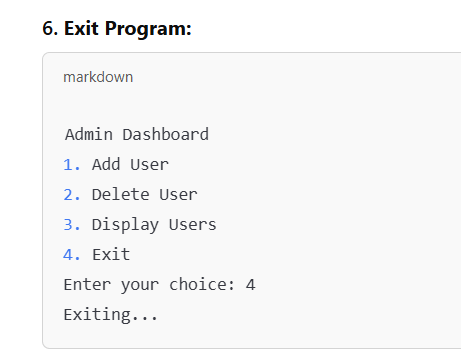 6. Exit Program:
markdown
Admin Dashboard
1. Add User
2. Delete User
3. Display Users
4. Exit
Enter your choice: 4
Exiting...